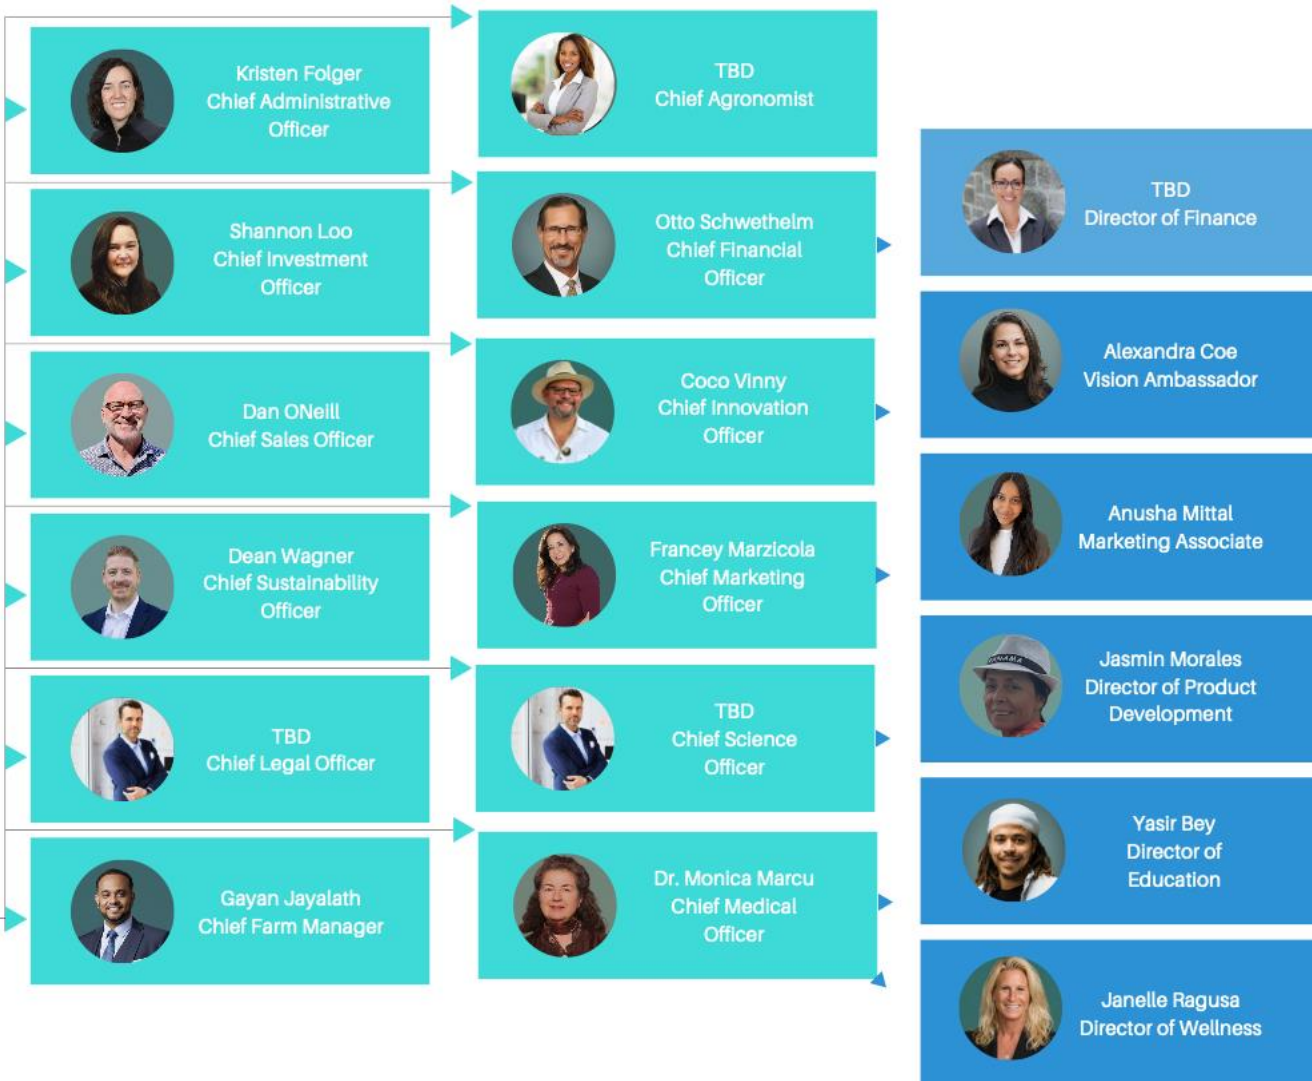 Kristen Folger
Chief Administrative
Officer
Shannon Loo
Chief Investment
Officer
Dan ONeill
Chief Sales Officer
Dean Wagner
Chief Sustainability
Officer
TBD
Chief Legal Officer
Gayan Jayalath
Chief Farm Manager
TBD
Chief Agronomist
Otto Schwethelm
Chief Financial
Officer
Coco Vinny
Chief Innovation
Officer
Francey Marzicola
Chief Marketing
Officer
TBD
Chief Science
Officer
Dr. Monica Marcu
Chief Medical
Officer
TBD
Director of Finance
Alexandra Coe
Vision Ambassador
Anusha Mittal
Marketing Associate
PANAMA
Jasmin Morales
Director of Product
Development
Yasir Bey
Director of
Education
Janelle Ragusa
Director of Wellness